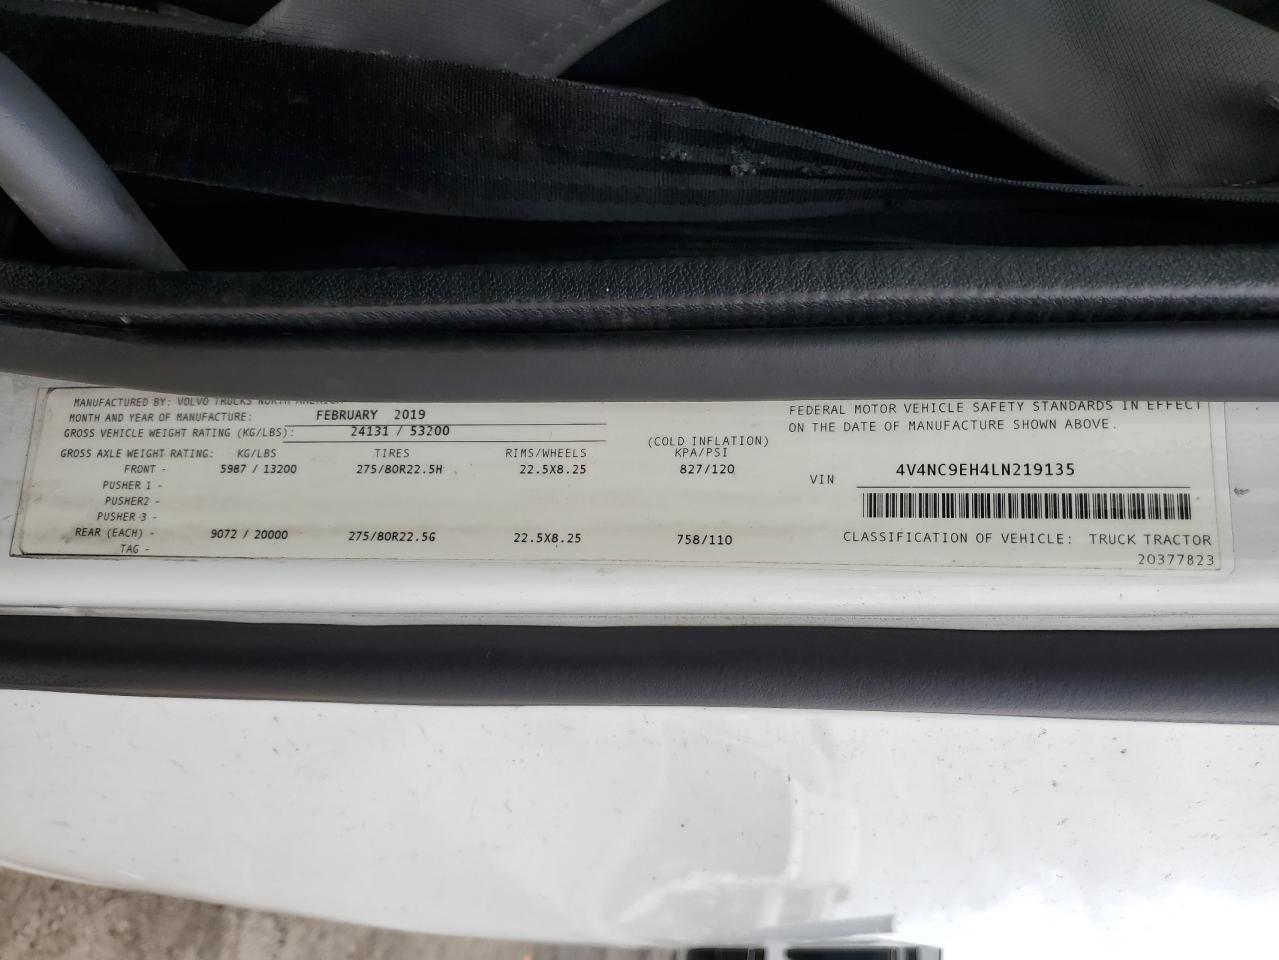 MANUFACTURED BY: VOLVO TRUCKS NORTH AMERICA
MONTH AND YEAR OF MANUFACTURE: FEBRUARY 2019
GROSS VEHICLE WEIGHT RATING (KG/LBS): 24131 / 53200
GROSS AXLE WEIGHT RATING: KG/LBS TIRES RIMS/WHEELS (COLD INFLATION) KPA/PSI
FRONT - 5987 / 13200 275/80R22.5H 22.5X8.25 827/120
PUSHER 1 -
PUSHER2 -
PUSHER 3 -
REAR (EACH) - 9072 / 20000 275/80R22.5G 22.5X8.25 758/110
TAG -
FEDERAL MOTOR VEHICLE SAFETY STANDARDS IN EFFECT
ON THE DATE OF MANUFACTURE SHOWN ABOVE.
VIN 4V4NC9EH4LN219135
CLASSIFICATION OF VEHICLE: TRUCK TRACTOR
20377823